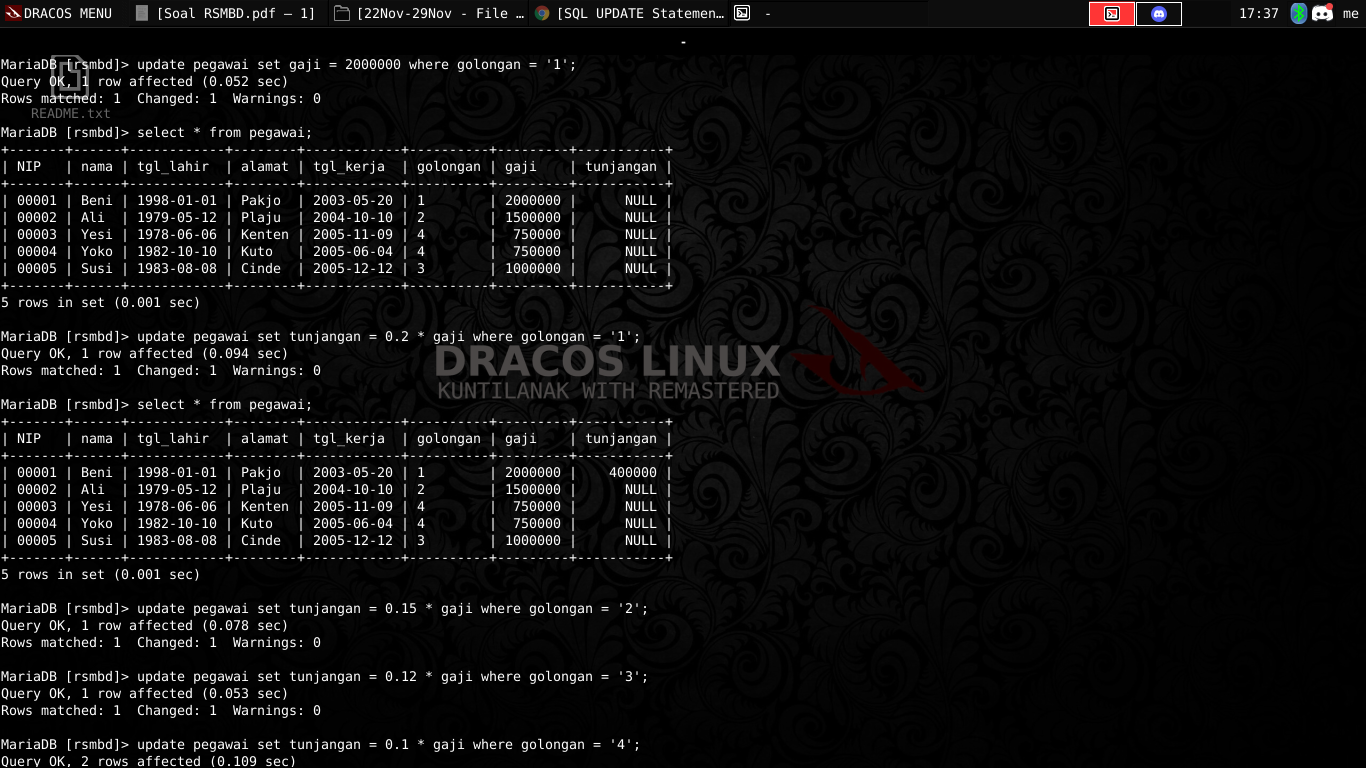 DRACOS MENU [Soal RSMBD.pdf — 1] [22Nov-29Nov - File ... [SQL UPDATE Statemen... - 17:37 me
-
MariaDB [rsmbd]> update pegawai set gaji = 2000000 where golongan = '1';
Query OK, 1 row affected (0.052 sec)
Rows matched: 1  Changed: 1  Warnings: 0
README.txt
MariaDB [rsmbd]> select * from pegawai;
+-------+------+------------+--------+------------+----------+---------+-----------+
| NIP   | nama | tgl_lahir  | alamat | tgl_kerja  | golongan | gaji    | tunjangan |
+-------+------+------------+--------+------------+----------+---------+-----------+
| 00001 | Beni | 1998-01-01 | Pakjo  | 2003-05-20 | 1        | 2000000 |      NULL |
| 00002 | Ali  | 1979-05-12 | Plaju  | 2004-10-10 | 2        | 1500000 |      NULL |
| 00003 | Yesi | 1978-06-06 | Kenten | 2005-11-09 | 4        |  750000 |      NULL |
| 00004 | Yoko | 1982-10-10 | Kuto   | 2005-06-04 | 4        |  750000 |      NULL |
| 00005 | Susi | 1983-08-08 | Cinde  | 2005-12-12 | 3        | 1000000 |      NULL |
+-------+------+------------+--------+------------+----------+---------+-----------+
5 rows in set (0.001 sec)
MariaDB [rsmbd]> update pegawai set tunjangan = 0.2 * gaji where golongan = '1';
Query OK, 1 row affected (0.094 sec)
Rows matched: 1  Changed: 1  Warnings: 0
DRACOS LINUX
KUNTILANAK WITH REMASTERED
MariaDB [rsmbd]> select * from pegawai;
+-------+------+------------+--------+------------+----------+---------+-----------+
| NIP   | nama | tgl_lahir  | alamat | tgl_kerja  | golongan | gaji    | tunjangan |
+-------+------+------------+--------+------------+----------+---------+-----------+
| 00001 | Beni | 1998-01-01 | Pakjo  | 2003-05-20 | 1        | 2000000 |    400000 |
| 00002 | Ali  | 1979-05-12 | Plaju  | 2004-10-10 | 2        | 1500000 |      NULL |
| 00003 | Yesi | 1978-06-06 | Kenten | 2005-11-09 | 4        |  750000 |      NULL |
| 00004 | Yoko | 1982-10-10 | Kuto   | 2005-06-04 | 4        |  750000 |      NULL |
| 00005 | Susi | 1983-08-08 | Cinde  | 2005-12-12 | 3        | 1000000 |      NULL |
+-------+------+------------+--------+------------+----------+---------+-----------+
5 rows in set (0.001 sec)
MariaDB [rsmbd]> update pegawai set tunjangan = 0.15 * gaji where golongan = '2';
Query OK, 1 row affected (0.078 sec)
Rows matched: 1  Changed: 1  Warnings: 0
MariaDB [rsmbd]> update pegawai set tunjangan = 0.12 * gaji where golongan = '3';
Query OK, 1 row affected (0.053 sec)
Rows matched: 1  Changed: 1  Warnings: 0
MariaDB [rsmbd]> update pegawai set tunjangan = 0.1 * gaji where golongan = '4';
Query OK, 2 rows affected (0.109 sec)